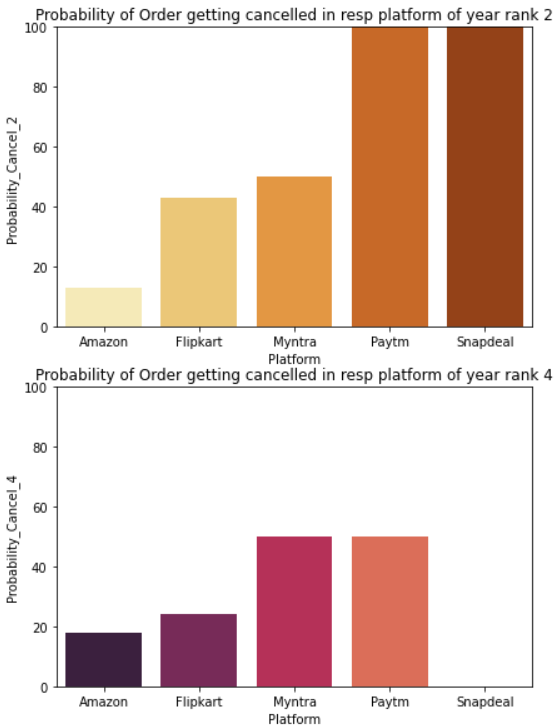 Probability of Order getting cancelled in resp platform of year rank 2
100
80
60
40
20
0
Probability_Cancel_2
Amazon Flipkart Myntra Paytm Snapdeal
Platform
Probability of Order getting cancelled in resp platform of year rank 4
100
80
60
40
20
0
Probability_Cancel_4
Amazon Flipkart Myntra Paytm Snapdeal
Platform